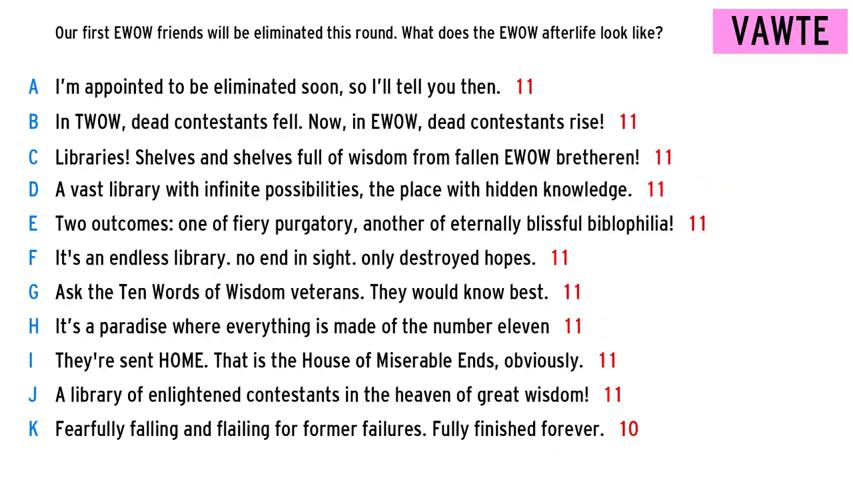 Our first EWOW friends will be eliminated this round. What does the EWOW afterlife look like?
VAWTE
A I'm appointed to be eliminated soon, so I'll tell you then. 11
B In TWOW, dead contestants fell. Now, in EWOW, dead contestants rise! 11
C Libraries! Shelves and shelves full of wisdom from fallen EWOW bretheren! 11
D A vast library with infinite possibilities, the place with hidden knowledge. 11
E Two outcomes: one of fiery purgatory, another of eternally blissful biblophilia! 11
F It's an endless library. no end in sight. only destroyed hopes. 11
G Ask the Ten Words of Wisdom veterans. They would know best. 11
H It's a paradise where everything is made of the number eleven 11
I They're sent HOME. That is the House of Miserable Ends, obviously. 11
J A library of enlightened contestants in the heaven of great wisdom! 11
K Fearfully falling and flailing for former failures. Fully finished forever. 10